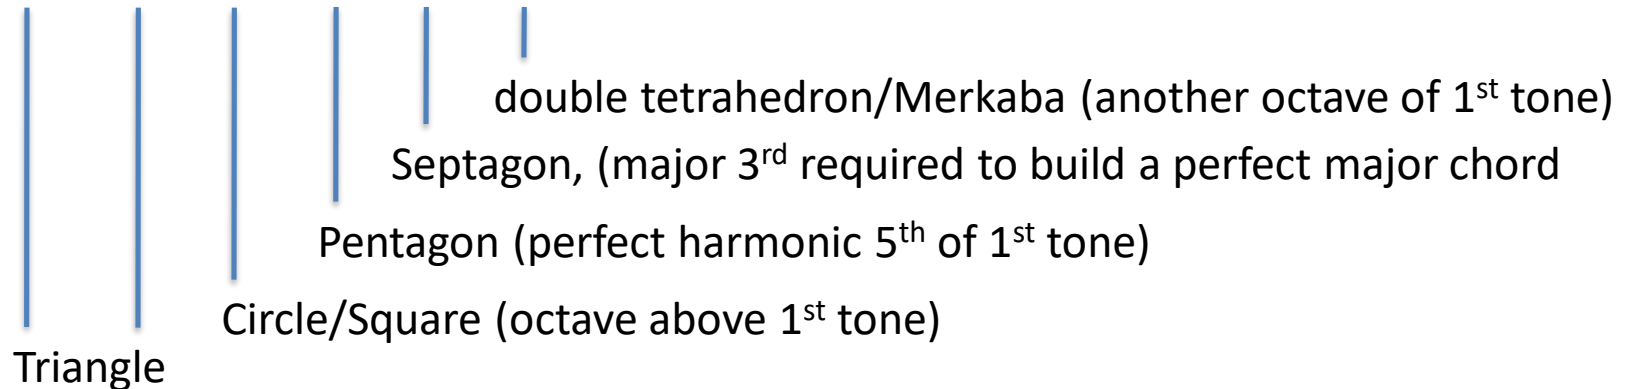 double tetrahedron/Merkaba (another octave of 1st tone)
Septagon, (major 3rd required to build a perfect major chord
Pentagon (perfect harmonic 5th of 1st tone)
Circle/Square (octave above 1st tone)
Triangle